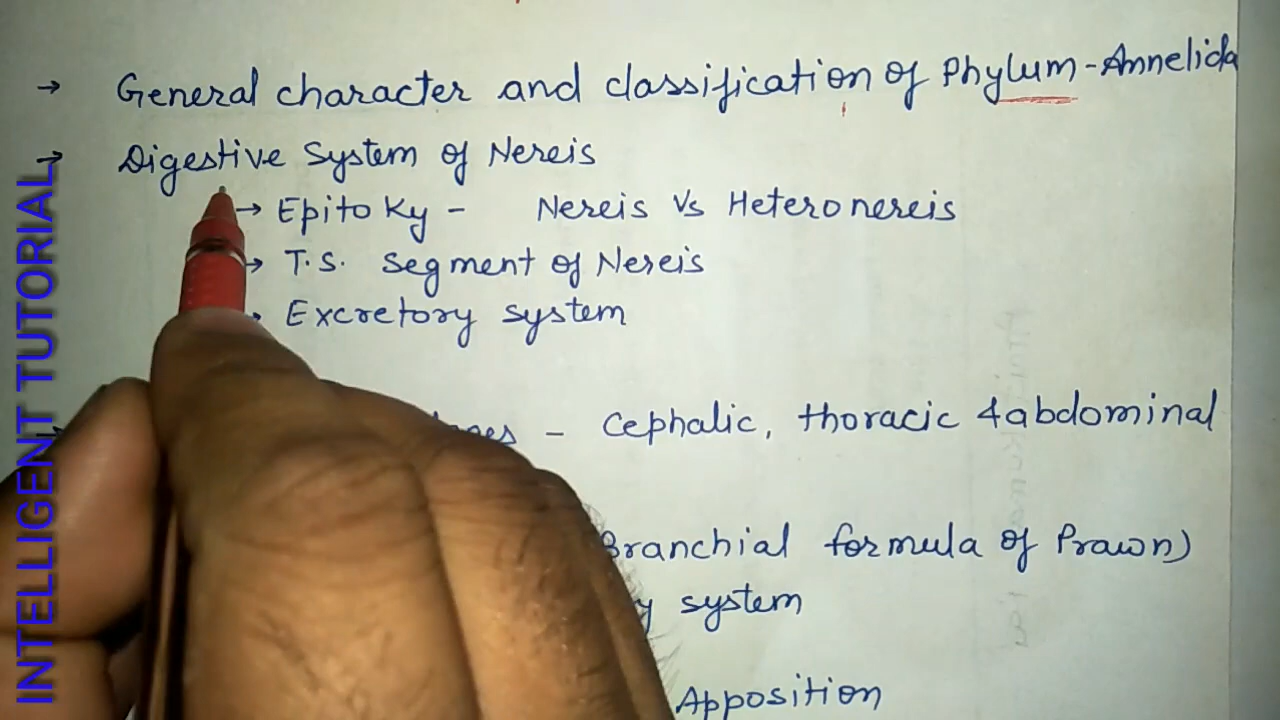 → General character and classification of Phylum - Annelida
→ Digestive System of Nereis
→ Epitoky - Nereis Vs Heteronereis
→ T.S. Segment of Nereis
Excretory system
- Cephalic, thoracic & abdominal
Branchial formula of Prawn)
system
Apposition
INTELLIGENT TUTORIAL